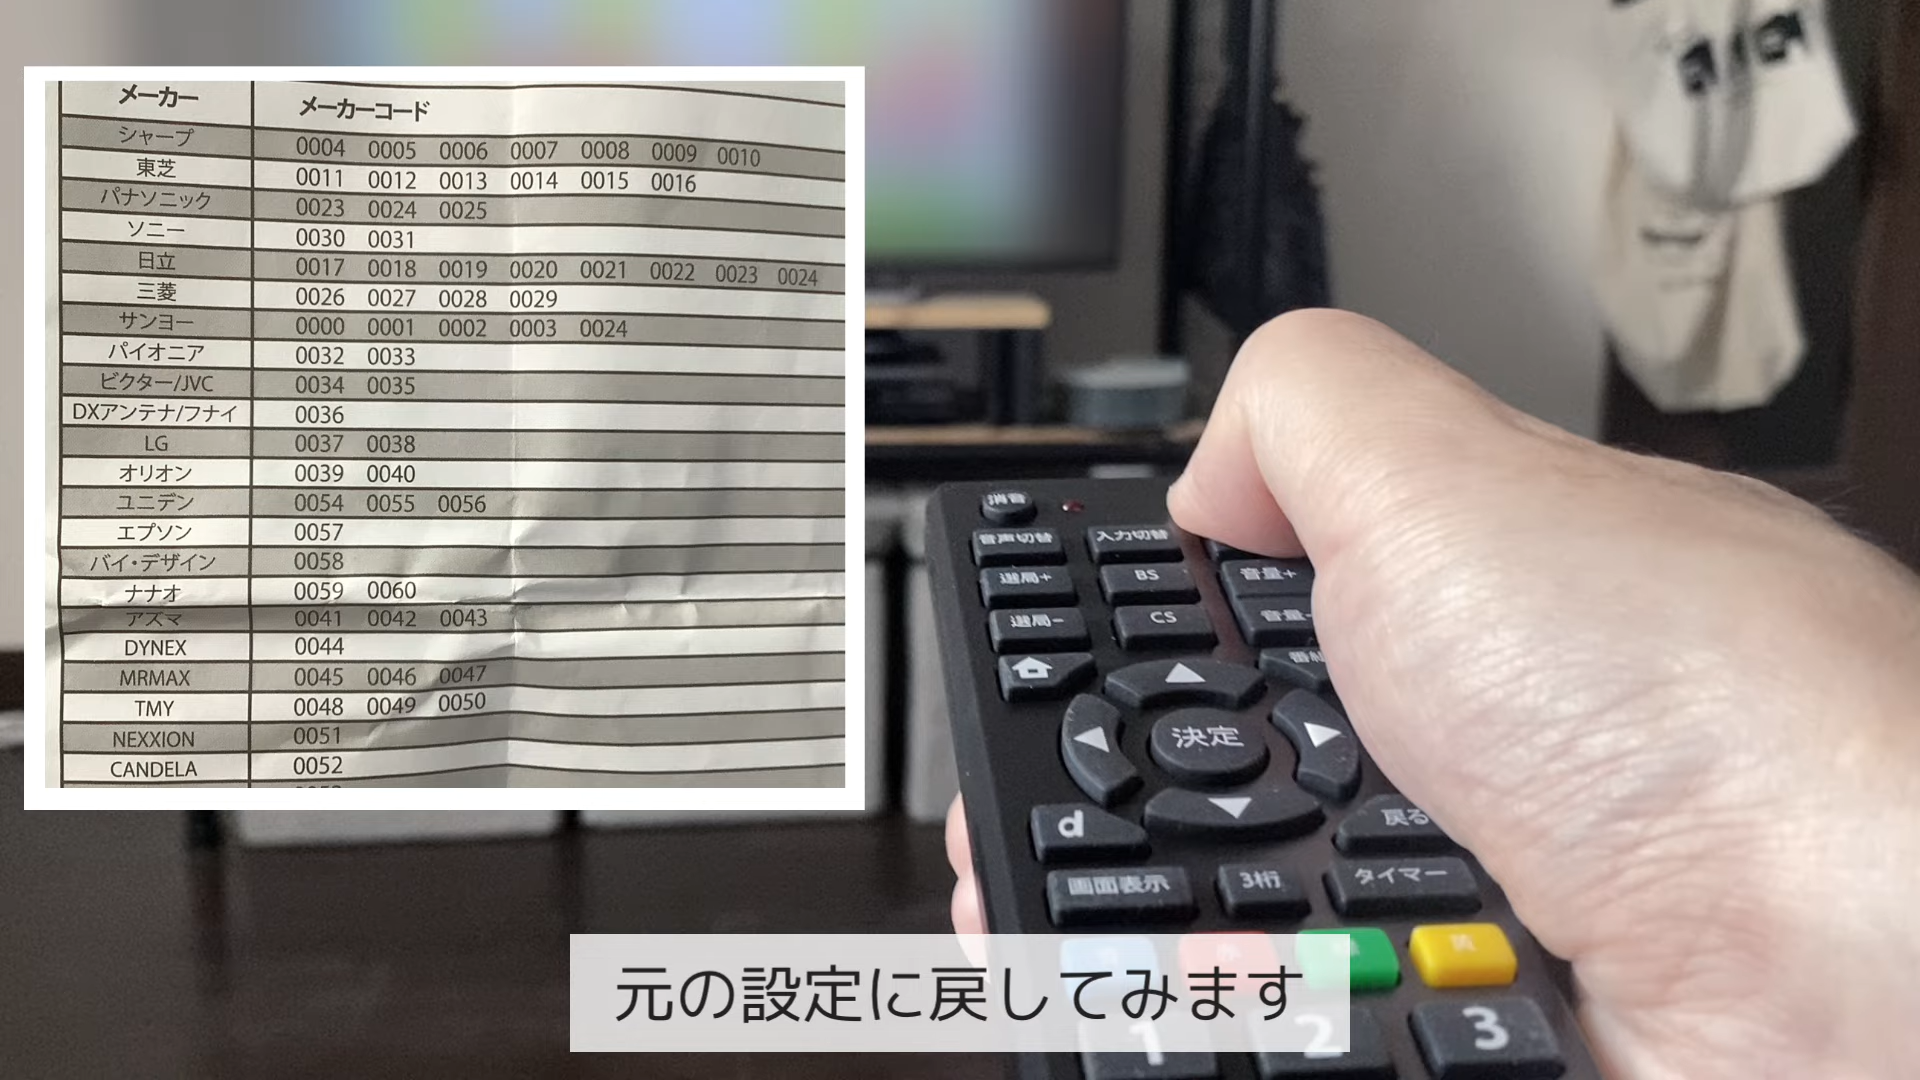 メーカー メーカーコード
シャープ 0004 0005 0006 0007 0008 0009 0010
東芝 0011 0012 0013 0014 0015 0016
パナソニック 0023 0024 0025
ソニー 0030 0031
日立 0017 0018 0019 0020 0021 0022 0023 0024
三菱 0026 0027 0028 0029
サンヨー 0000 0001 0002 0003 0024
パイオニア 0032 0033
ビクター/JVC 0034 0035
DXアンテナ/フナイ 0036
LG 0037 0038
オリオン 0039 0040
ユニデン 0054 0055 0056
エプソン 0057
バイ・デザイン 0058
ナナオ 0059 0060
アズマ 0041 0042 0043
DYNEX 0044
MRMAX 0045 0046 0047
TMY 0048 0049 0050
NEXXION 0051
CANDELA 0052
消音
音声切替 入力切替
選局+ BS 音量+
選局- CS 音量-
番組
決定
d 戻る
画面表示 3桁 タイマー
黄
1 2 3
元の設定に戻してみます